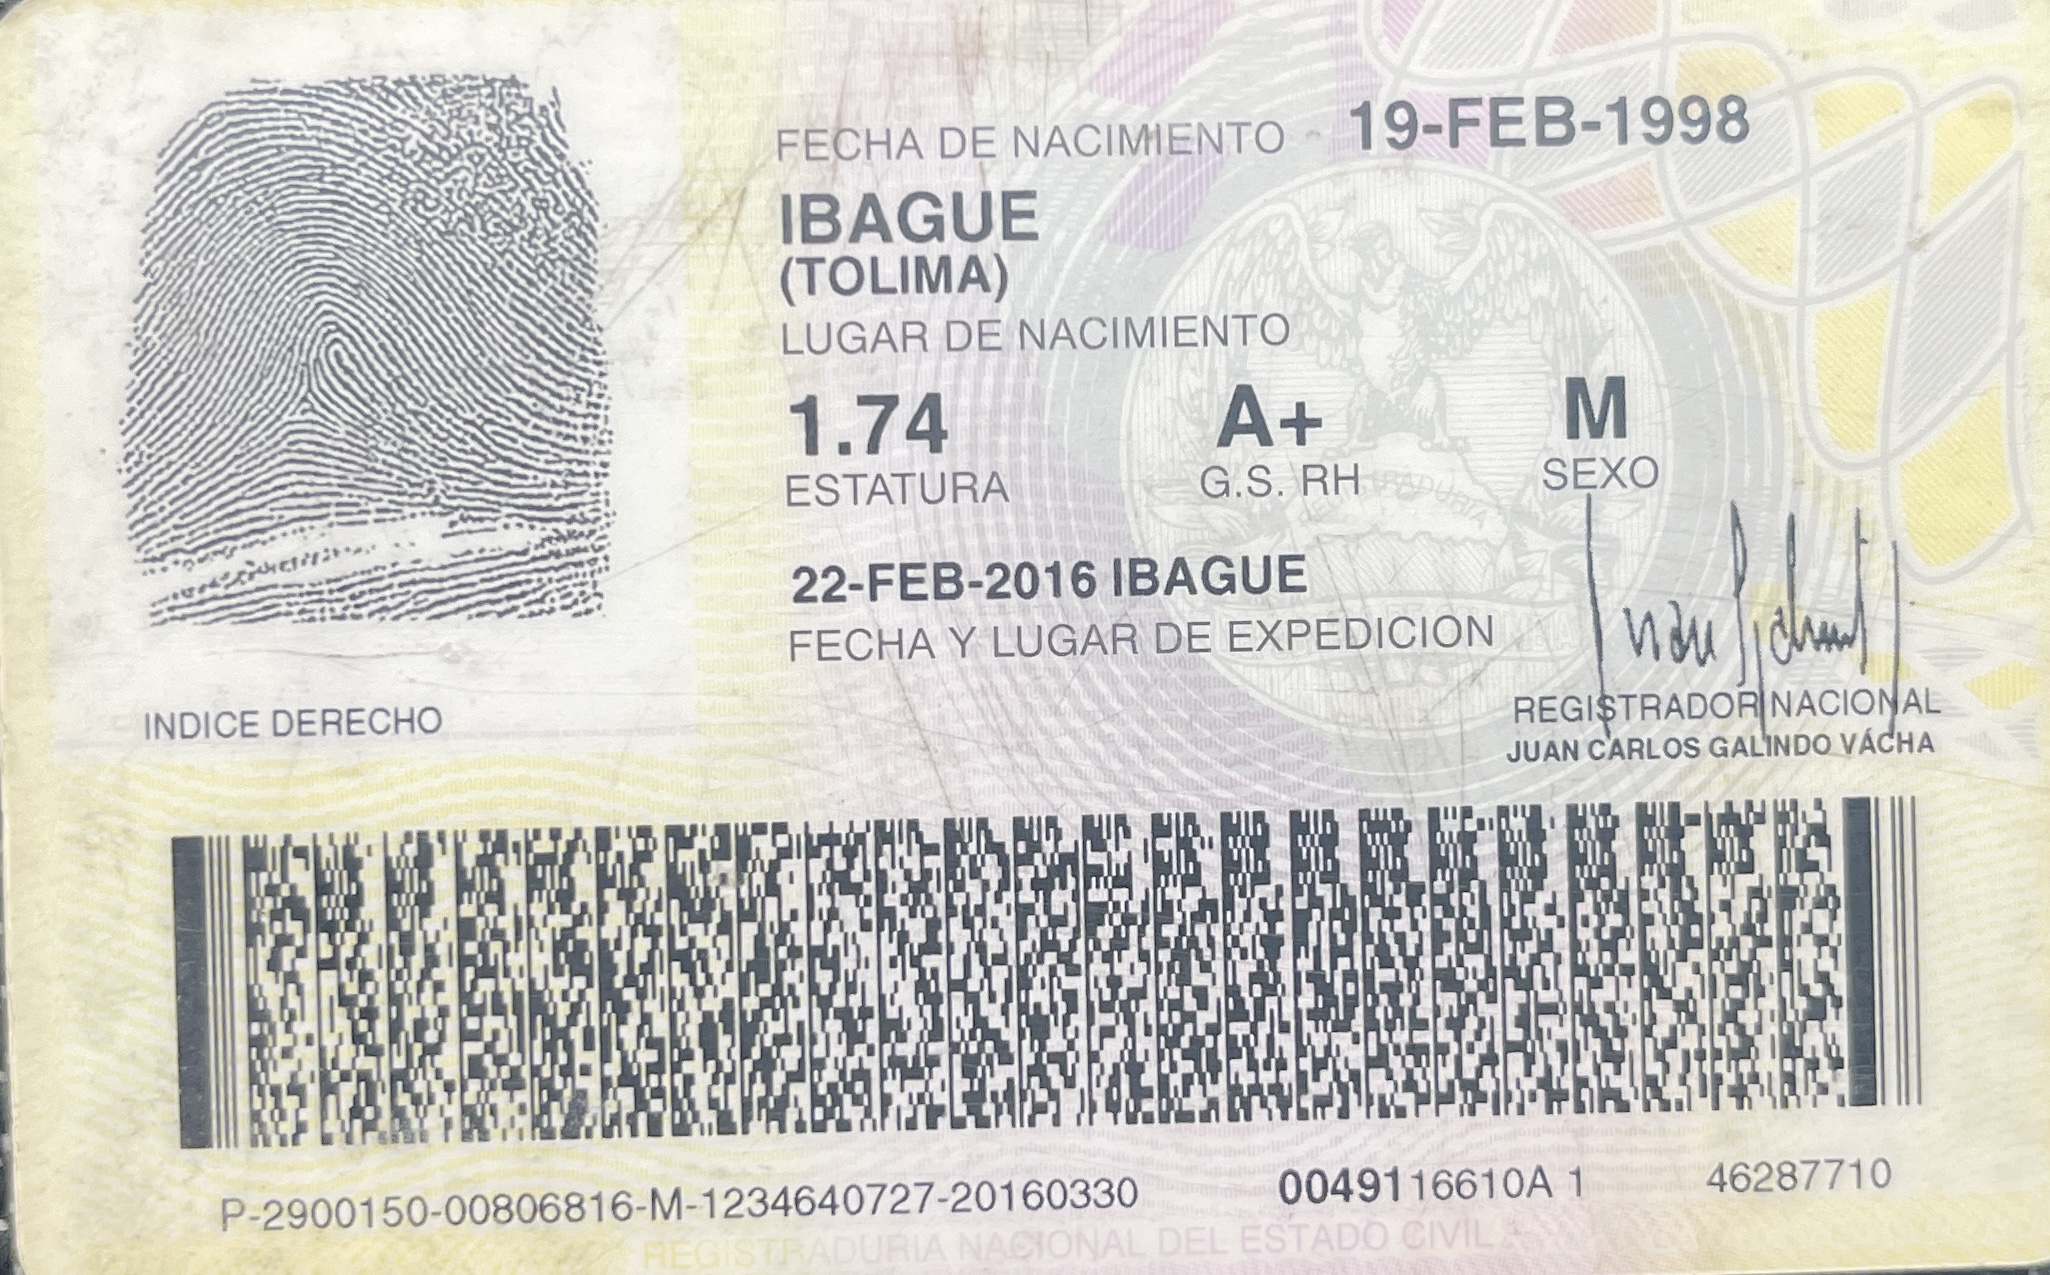 FECHA DE NACIMIENTO 19-FEB-1998
IBAGUE
(TOLIMA)
LUGAR DE NACIMIENTO
1.74 A+ M
ESTATURA G.S. RH SEXO
22-FEB-2016 IBAGUE
FECHA Y LUGAR DE EXPEDICION
INDICE DERECHO
REGISTRADOR NACIONAL
JUAN CARLOS GALINDO VÁCHA
P-2900150-00806816-M-1234640727-20160330 0049116610A 1 46287710
REGISTRADURIA NACIONAL DEL ESTADO CIVIL